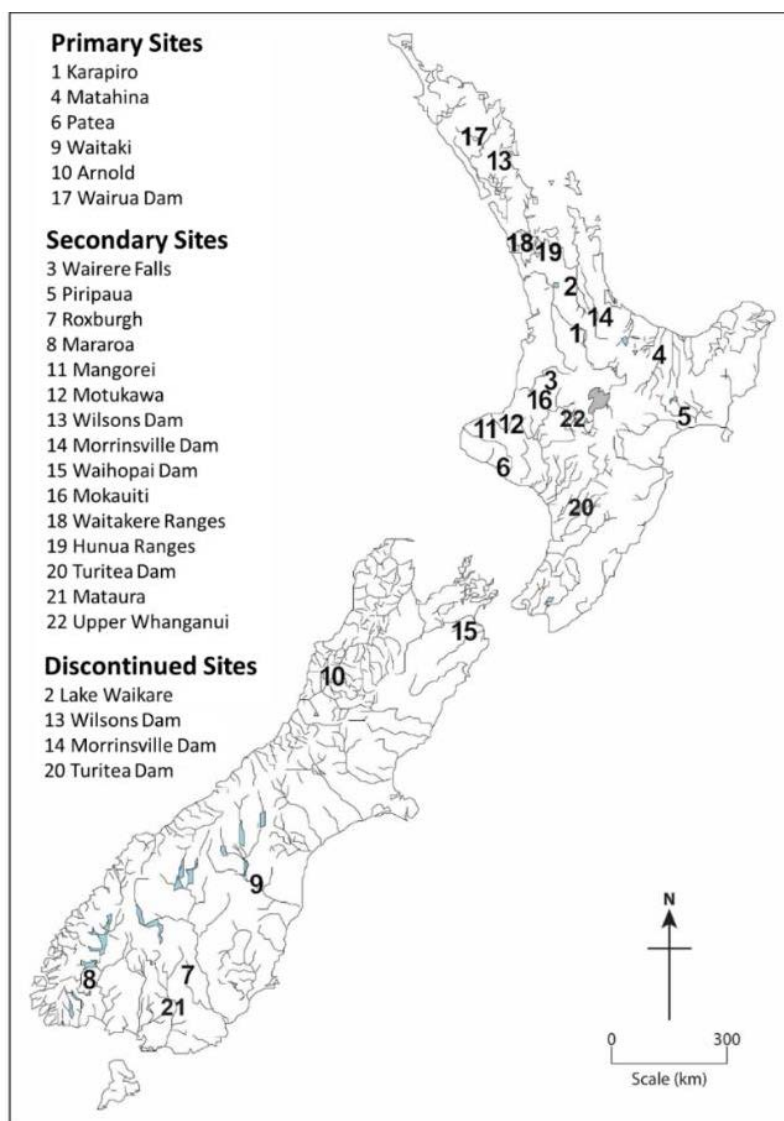 Primary Sites
1 Karapiro
4 Matahina
6 Patea
9 Waitaki
10 Arnold
17 Wairua Dam
Secondary Sites
3 Wairere Falls
5 Piripaua
7 Roxburgh
8 Mararoa
11 Mangorei
12 Motukawa
13 Wilsons Dam
14 Morrinsville Dam
15 Waihopai Dam
16 Mokauiti
18 Waitakere Ranges
19 Hunua Ranges
20 Turitea Dam
21 Mataura
22 Upper Whanganui
Discontinued Sites
2 Lake Waikare
13 Wilsons Dam
14 Morrinsville Dam
20 Turitea Dam
17
13
18
19
2
14
1
4
3
16
22
5
11
12
6
20
15
10
9
8
7
21
N
0 300
Scale (km)